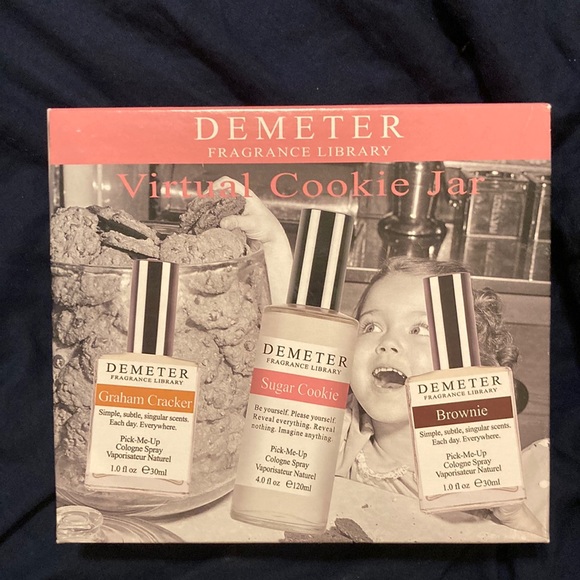 DEMETER
FRAGRANCE LIBRARY
Virtual Cookie Jar
DEMETER
FRAGRANCE LIBRARY
Graham Cracker
Simple, subtle, singular scents.
Each day. Everywhere.
Pick-Me-Up
Cologne Spray
Vaporisateur Naturel
1.0 fl oz ℮30ml
DEMETER
FRAGRANCE LIBRARY
Sugar Cookie
Be yourself. Please yourself.
Reveal everything. Reveal
nothing. Imagine anything.
Pick-Me-Up
Cologne Spray
Vaporisateur Naturel
4.0 fl oz ℮120ml
DEMETER
FRAGRANCE LIBRARY
Brownie
Simple, subtle, singular scents.
Each day. Everywhere.
Pick-Me-Up
Cologne Spray
Vaporisateur Naturel
1.0 fl oz ℮30ml